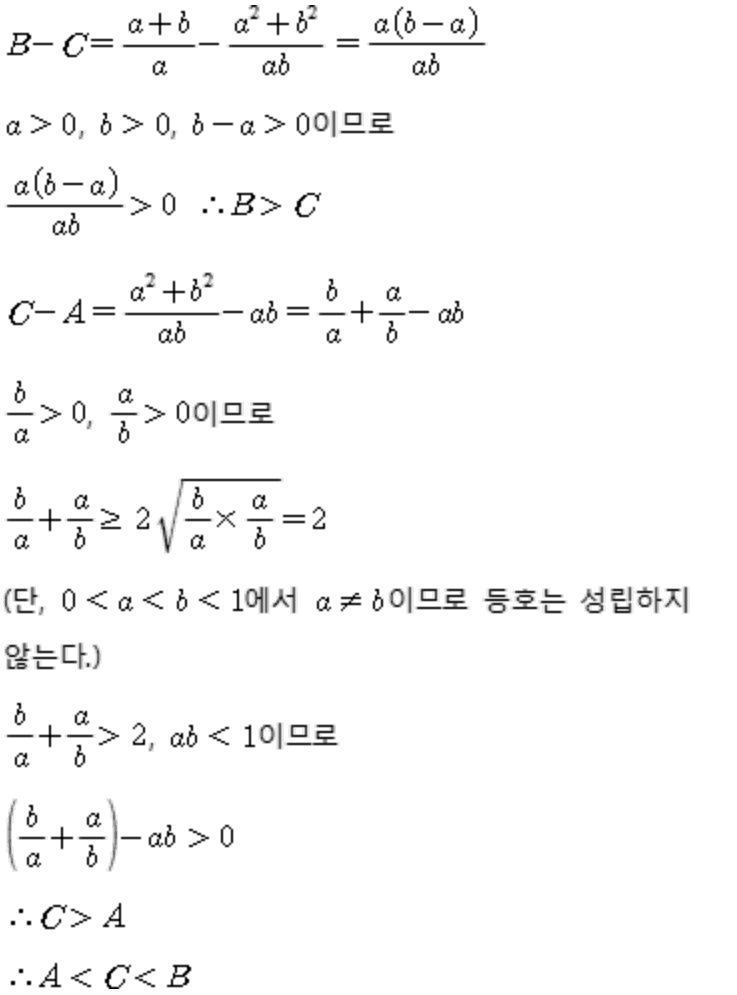 B− C= (a+b)/a − (a²+b²)/ab = a(b−a)/ab
a>0, b>0, b−a>0이므로
a(b−a)/ab >0 ∴B> C
C− A= (a²+b²)/ab − ab = b/a + a/b − ab
b/a >0, a/b >0이므로
b/a + a/b ≥ 2√(b/a × a/b) =2
(단, 0<a<b<1에서 a≠b이므로 등호는 성립하지
않는다.)
b/a + a/b > 2, ab<1이므로
(b/a + a/b)−ab>0
∴C> A
∴A< C< B